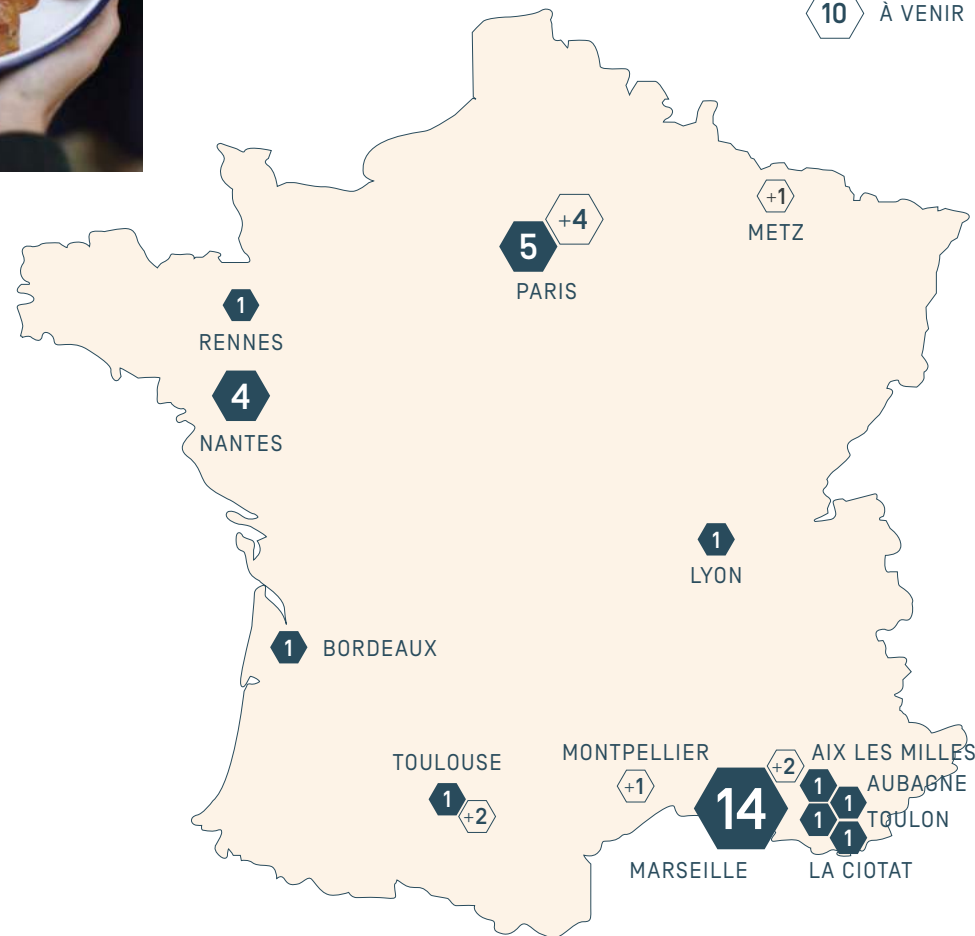 10 À VENIR
+1
METZ
+4
5
PARIS
1
RENNES
4
NANTES
1
LYON
1
BORDEAUX
TOULOUSE
1
+2
MONTPELLIER
+1
14
MARSEILLE
+2
AIX LES MILLES
1
AUBAGNE
1
1
TOULON
1
LA CIOTAT